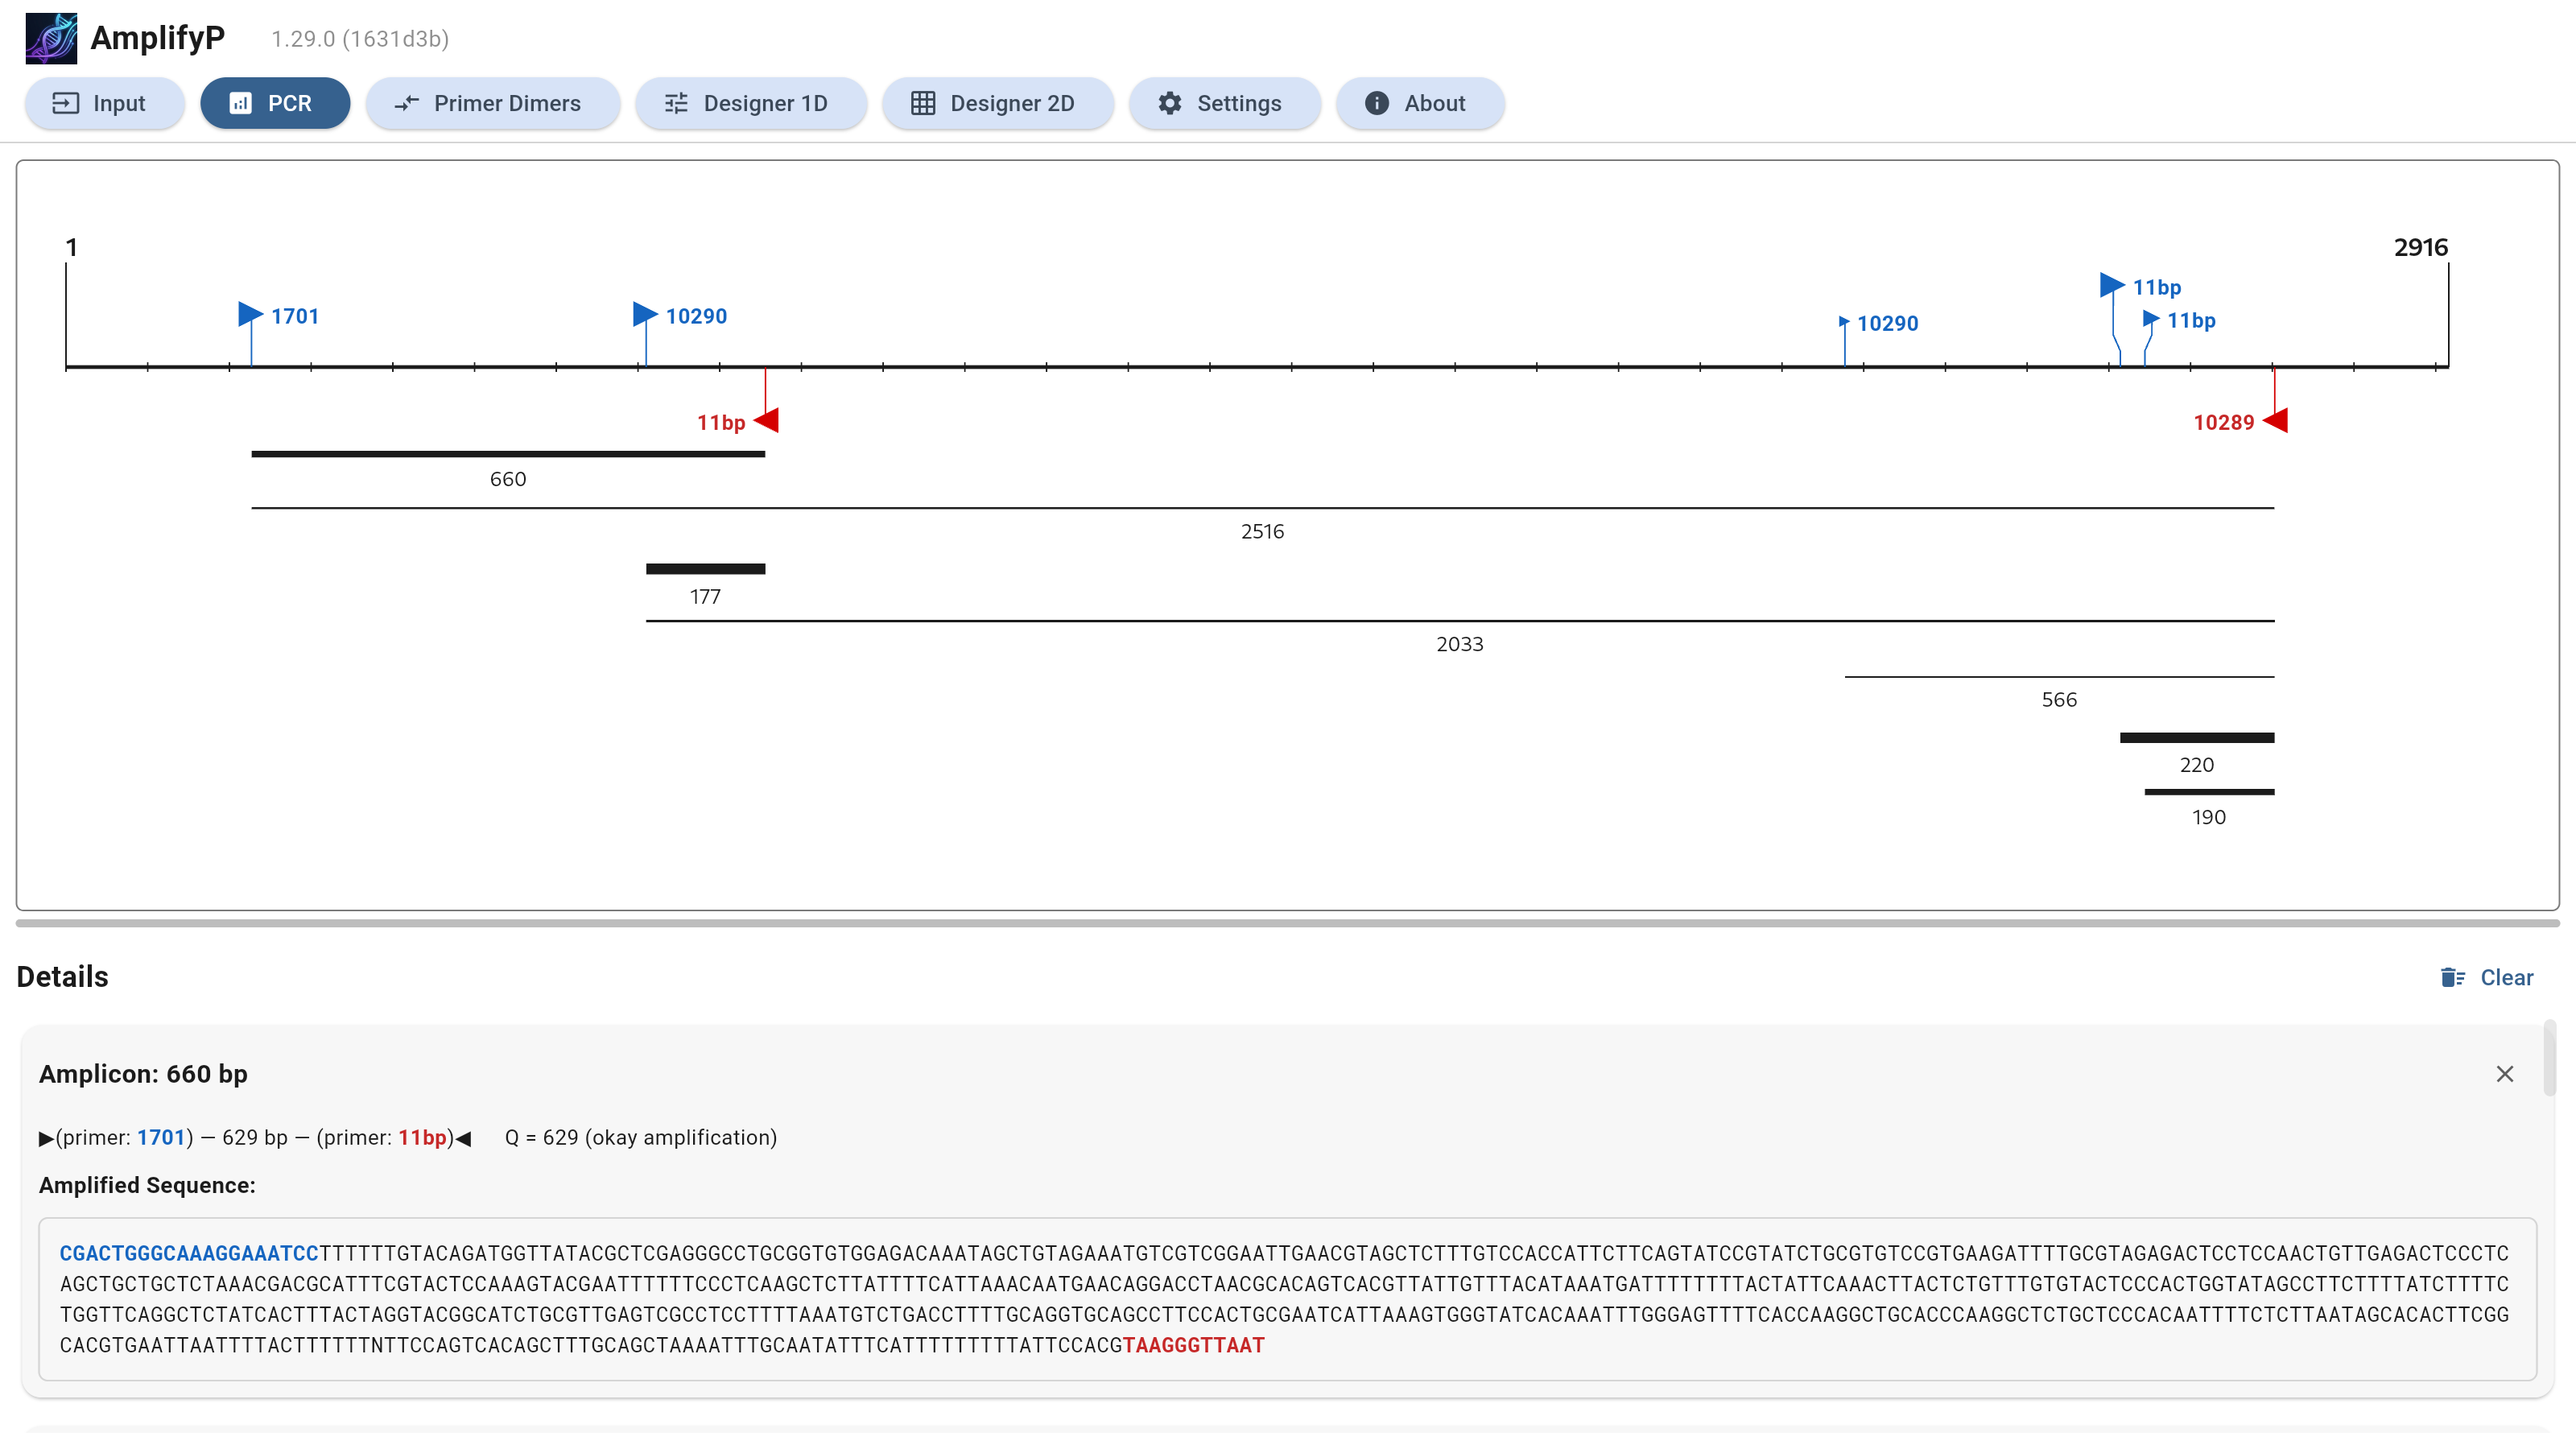 AmplifyP 1.29.0 (1631d3b)
Input PCR Primer Dimers Designer 1D Designer 2D Settings About
1 2916
11bp
1701 10290 10290 11bp
11bp 10289
660
2516
177
2033
566
220
190
Details Clear
Amplicon: 660 bp
▶(primer: 1701) — 629 bp — (primer: 11bp)◀ Q = 629 (okay amplification)
Amplified Sequence:
CGACTGGGCAAAGGAAATCCTTTTTTGTACAGATGGTTATACGCTCGAGGGCCTGCGGTGTGGAGACAAATAGCTGTAGAAATGTCGTCGGAATTGAACGTAGCTCTTTGTCCACCATTCTTCAGTATCCGTATCTGCGTGTCCGTGAAGATTTTGCGTAGAGACTCCTCCAACTGTTGAGACTCCCTC
AGCTGCTGCTCTAAACGACGCATTTCGTACTCCAAAGTACGAATTTTTTCCCTCAAGCTCTTATTTTCATTAAACAATGAACAGGACCTAACGCACAGTCACGTTATTGTTTACATAAATGATTTTTTTTACTATTCAAACTTACTCTGTTTGTGTACTCCCACTGGTATAGCCTTCTTTTATCTTTTC
TGGTTCAGGCTCTATCACTTTACTAGGTACGGCATCTGCGTTGAGTCGCCTCCTTTTAAATGTCTGACCTTTTGCAGGTGCAGCCTTCCACTGCGAATCATTAAAGTGGGTATCACAAATTTGGGAGTTTTCACCAAGGCTGCACCCAAGGCTCTGCTCCCACAATTTTCTCTTAATAGCACACTTCGG
CACGTGAATTAATTTTACTTTTTTNTTCCAGTCACAGCTTTGCAGCTAAAATTTGCAATATTTCATTTTTTTTTATTCCACGTAAGGGTTAAT